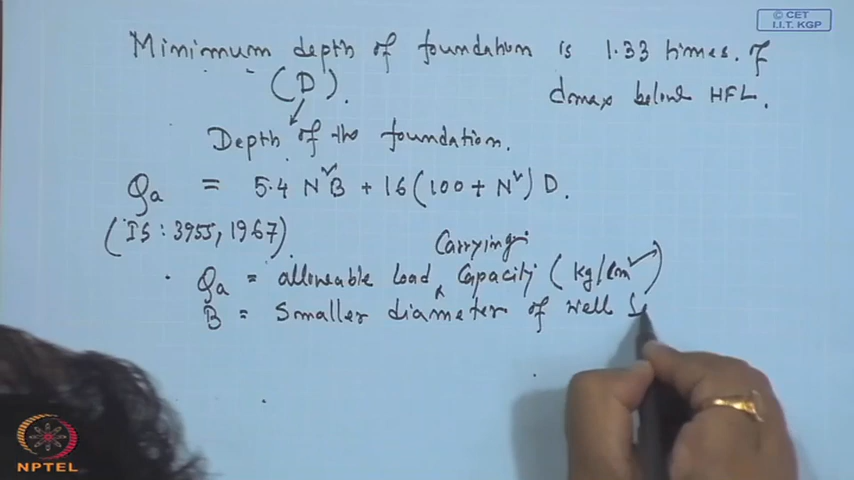 © CET
I.I.T. KGP
Minimum depth of foundation is 1.33 times. of
(D). dmax below HFL.
Depth of the foundation.
Qa = 5.4 N²B + 16 (100 + N²) D.
(IS : 3955, 1967).
Carrying
Qa = allowable load Capacity (kg/cm²)
B = Smaller diameter of well
NPTEL